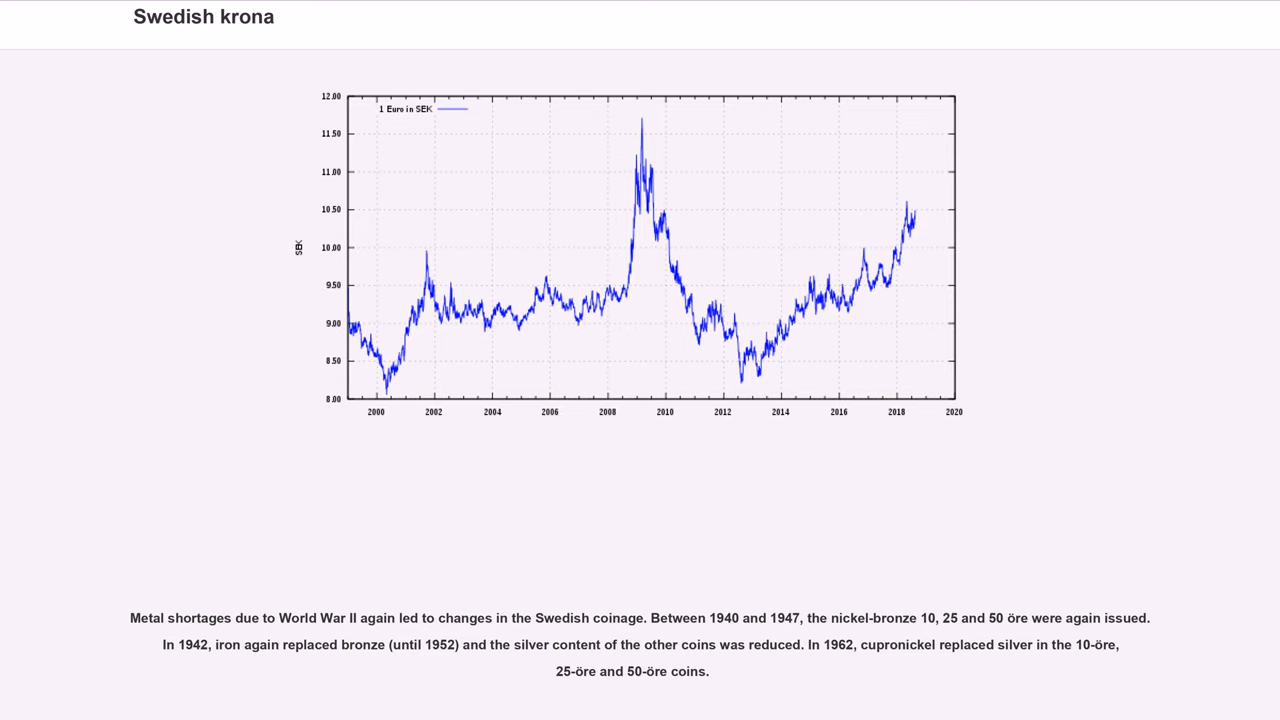 Swedish krona
1 Euro in SEK
12.00
11.50
11.00
10.50
10.00
9.50
9.00
8.50
8.00
SEK
2000 2002 2004 2006 2008 2010 2012 2014 2016 2018 2020
Metal shortages due to World War II again led to changes in the Swedish coinage. Between 1940 and 1947, the nickel-bronze 10, 25 and 50 öre were again issued.
In 1942, iron again replaced bronze (until 1952) and the silver content of the other coins was reduced. In 1962, cupronickel replaced silver in the 10-öre,
25-öre and 50-öre coins.